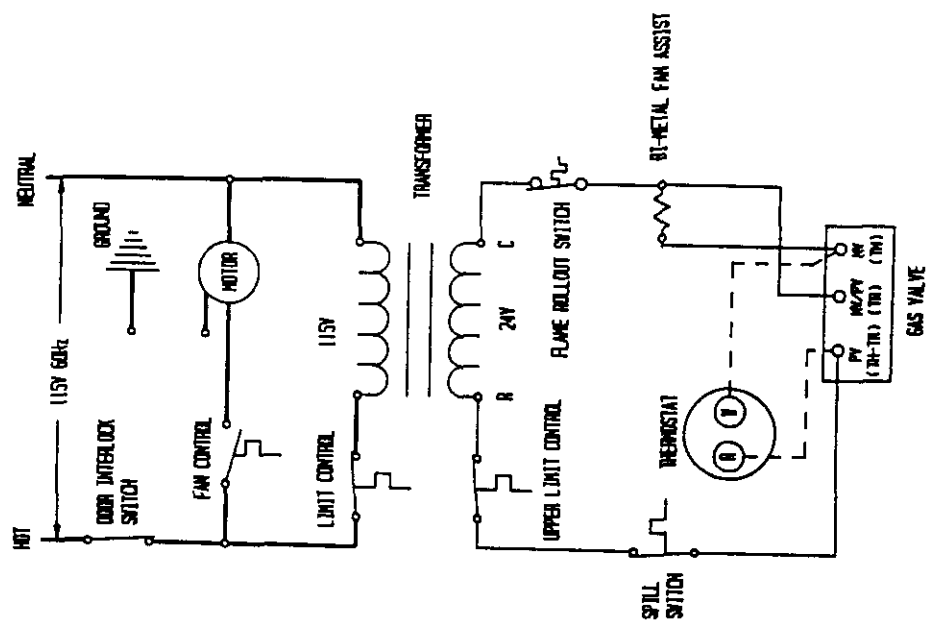 HOT
NEUTRAL
115V 60Hz
DOOR INTERLOCK
SWITCH
GROUND
FAN CONTROL
MOTOR
LIMIT CONTROL
115V
TRANSFORMER
R
24V
C
UPPER LIMIT CONTROL
FLAME ROLLOUT SWITCH
SPILL
SWITCH
THERMOSTAT
R
W
BI-METAL FAN ASSIST
PV
MV/PV
MV
(TH-TR)
(TR)
(TH)
GAS VALVE